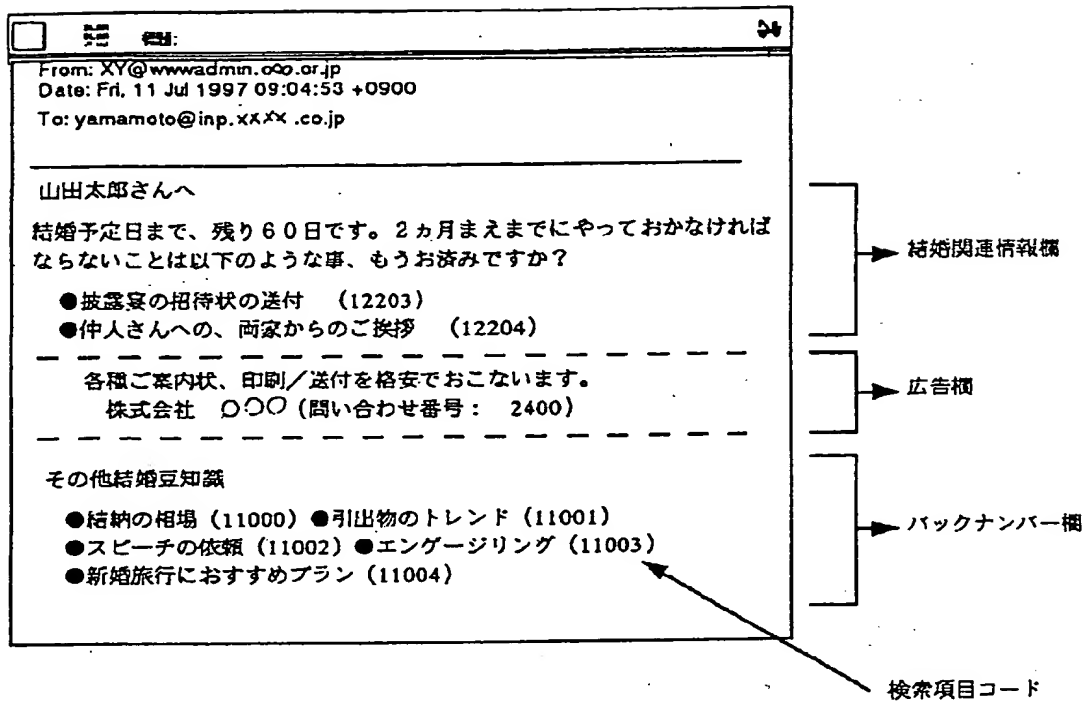 From: XY@wwwadmin.o∞o.or.jp
Date: Fri, 11 Jul 1997 09:04:53 +0900
To: yamamoto@inp.xxxx .co.jp
山出太郎さんへ
結婚予定日まで、残り60日です。2ヵ月まえまでにやっておかなければ
ならないことは以下のような事、もうお済みですか?
●披露宴の招待状の送付 (12203)
●仲人さんへの、両家からのご挨拶 (12204)
結婚関連情報欄
各種ご案内状、印刷/送付を格安でおこないます。
株式会社 ○○○(問い合わせ番号: 2400)
広告欄
その他結婚豆知識
●結納の相場(11000)●引出物のトレンド(11001)
●スピーチの依頼(11002)●エンゲージリング(11003)
●新婚旅行におすすめプラン(11004)
バックナンバー欄
検索項目コード